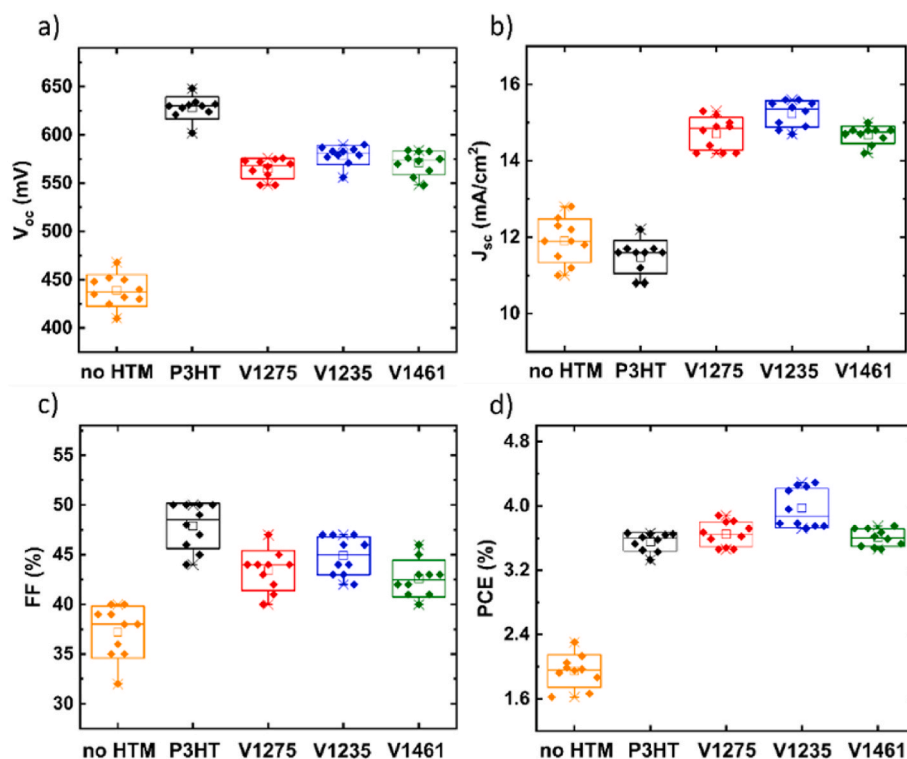 a)
V_oc (mV)
650
600
550
500
450
400
no HTM P3HT V1275 V1235 V1461
b)
J_sc (mA/cm²)
16
14
12
10
no HTM P3HT V1275 V1235 V1461
c)
FF (%)
55
50
45
40
35
30
no HTM P3HT V1275 V1235 V1461
d)
PCE (%)
4.8
4.0
3.2
2.4
1.6
no HTM P3HT V1275 V1235 V1461